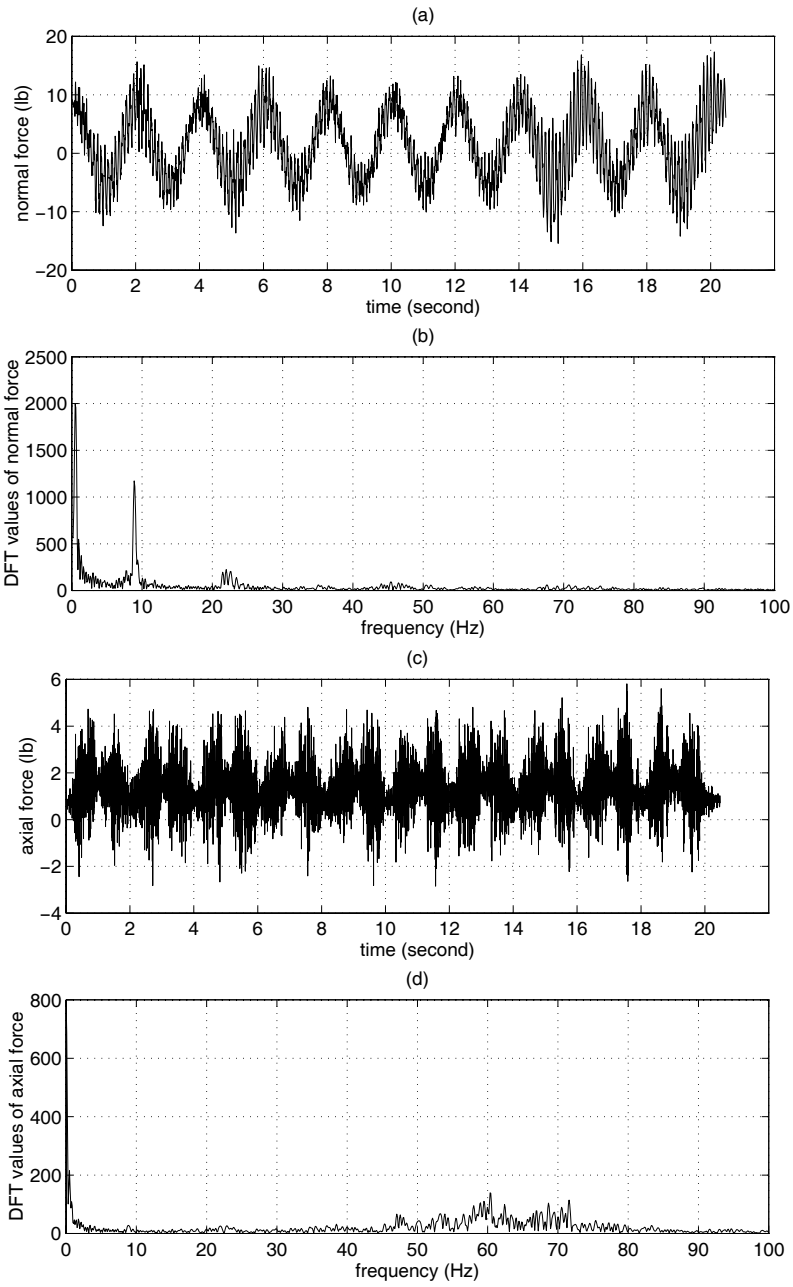 (a)
20
10
0
−10
−20
normal force (lb)
0 2 4 6 8 10 12 14 16 18 20
time (second)
(b)
2500
2000
1500
1000
500
0
DFT values of normal force
0 10 20 30 40 50 60 70 80 90 100
frequency (Hz)
(c)
6
4
2
0
−2
−4
axial force (lb)
0 2 4 6 8 10 12 14 16 18 20
time (second)
(d)
800
600
400
200
0
DFT values of axial force
0 10 20 30 40 50 60 70 80 90 100
frequency (Hz)